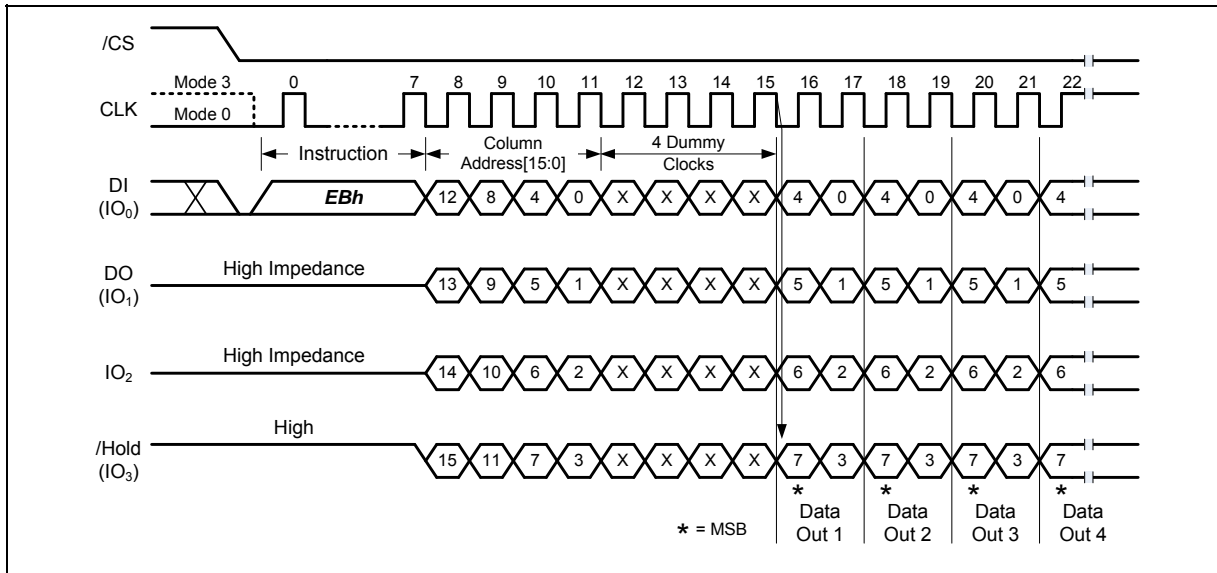 /CS
Mode 3 0 7 8 9 10 11 12 13 14 15 16 17 18 19 20 21 22
CLK
Mode 0
Instruction
Column
Address[15:0]
4 Dummy
Clocks
DI
(IO0)
EBh 12 8 4 0 X X X X 4 0 4 0 4 0 4
High Impedance
DO
(IO1)
13 9 5 1 X X X X 5 1 5 1 5 1 5
High Impedance
IO2
14 10 6 2 X X X X 6 2 6 2 6 2 6
High
/Hold
(IO3)
15 11 7 3 X X X X 7 3 7 3 7 3 7
* * * *
* = MSB
Data
Out 1
Data
Out 2
Data
Out 3
Data
Out 4